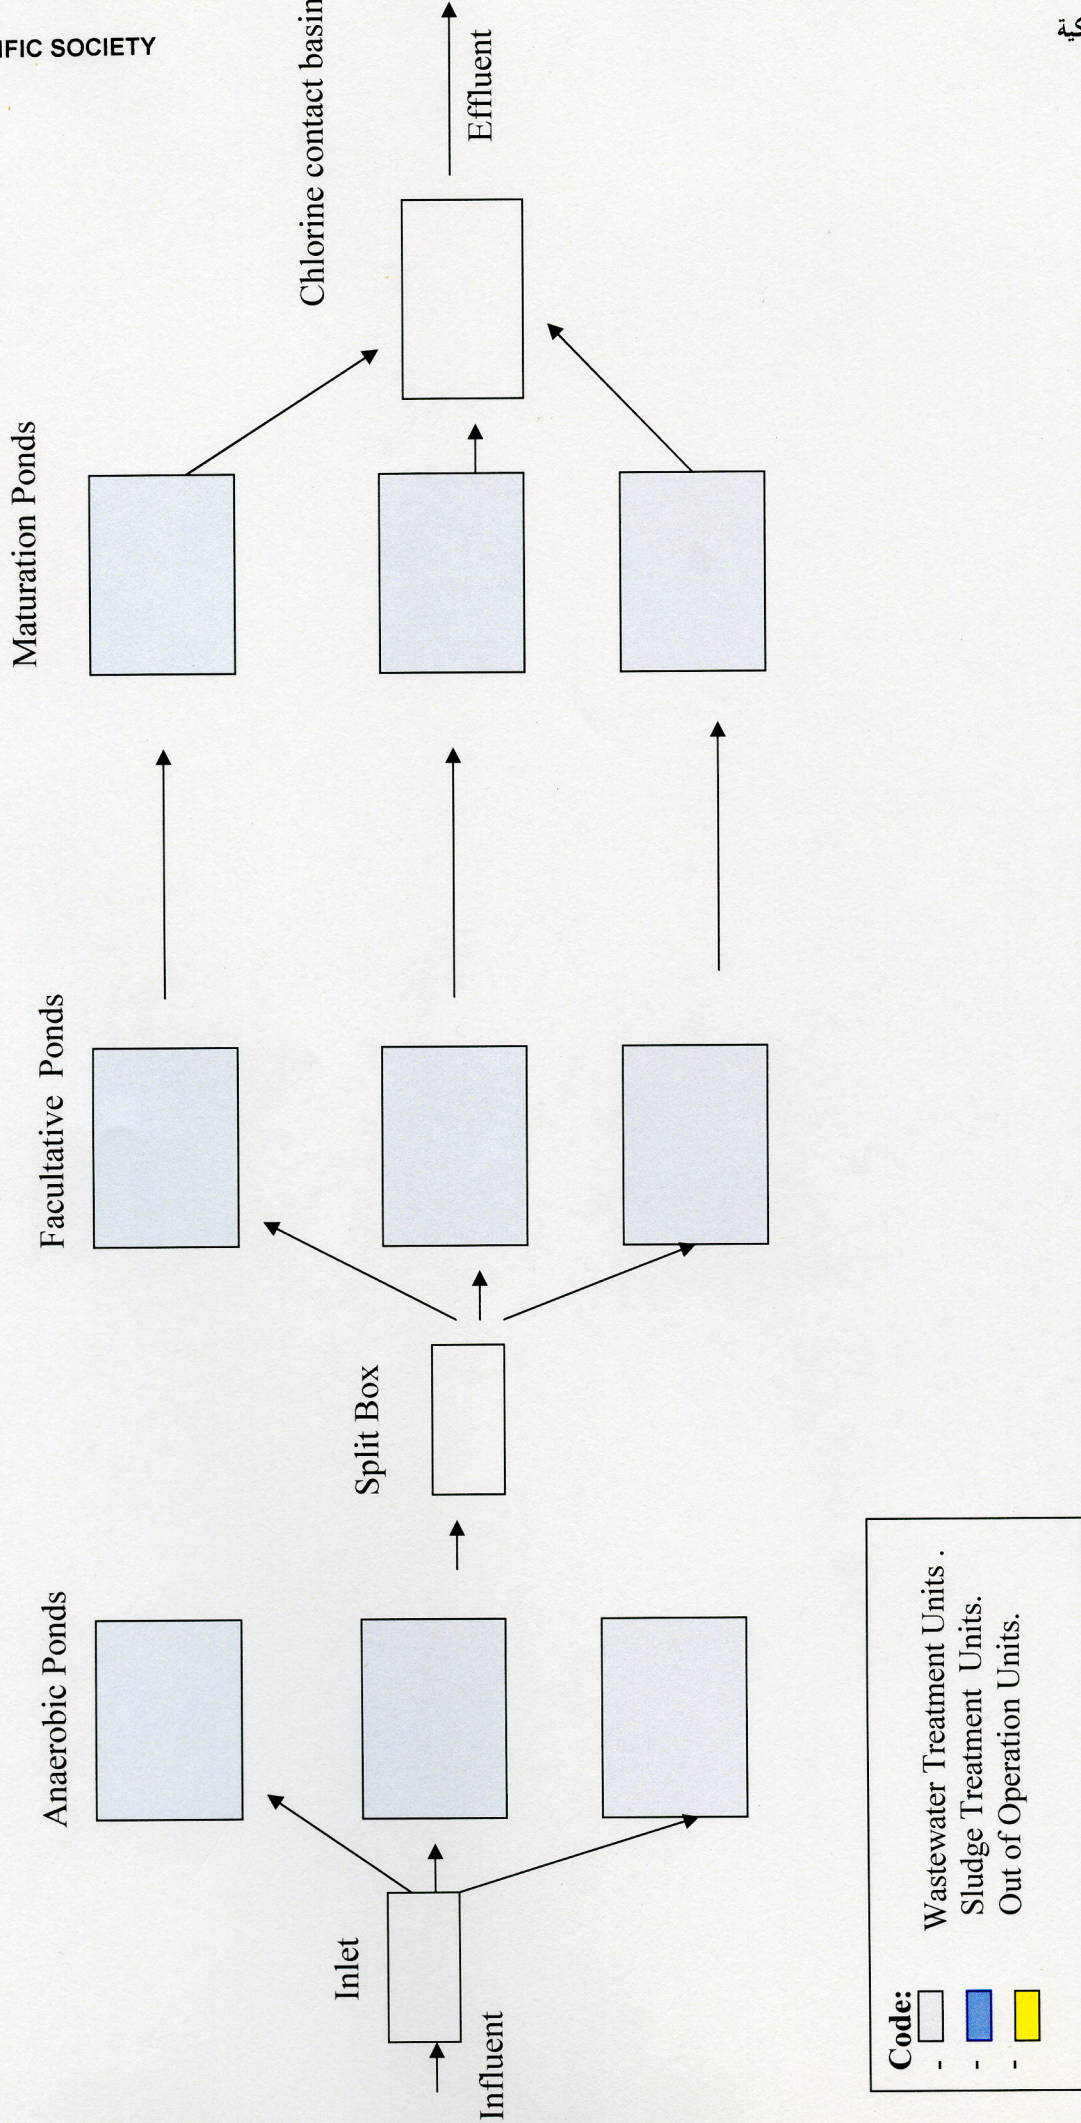 IFIC SOCIETY
كية
Influent
Inlet
Anaerobic Ponds
Split Box
Facultative Ponds
Maturation Ponds
Chlorine contact basin
Effluent
Code:
- Wastewater Treatment Units .
- Sludge Treatment Units.
- Out of Operation Units.